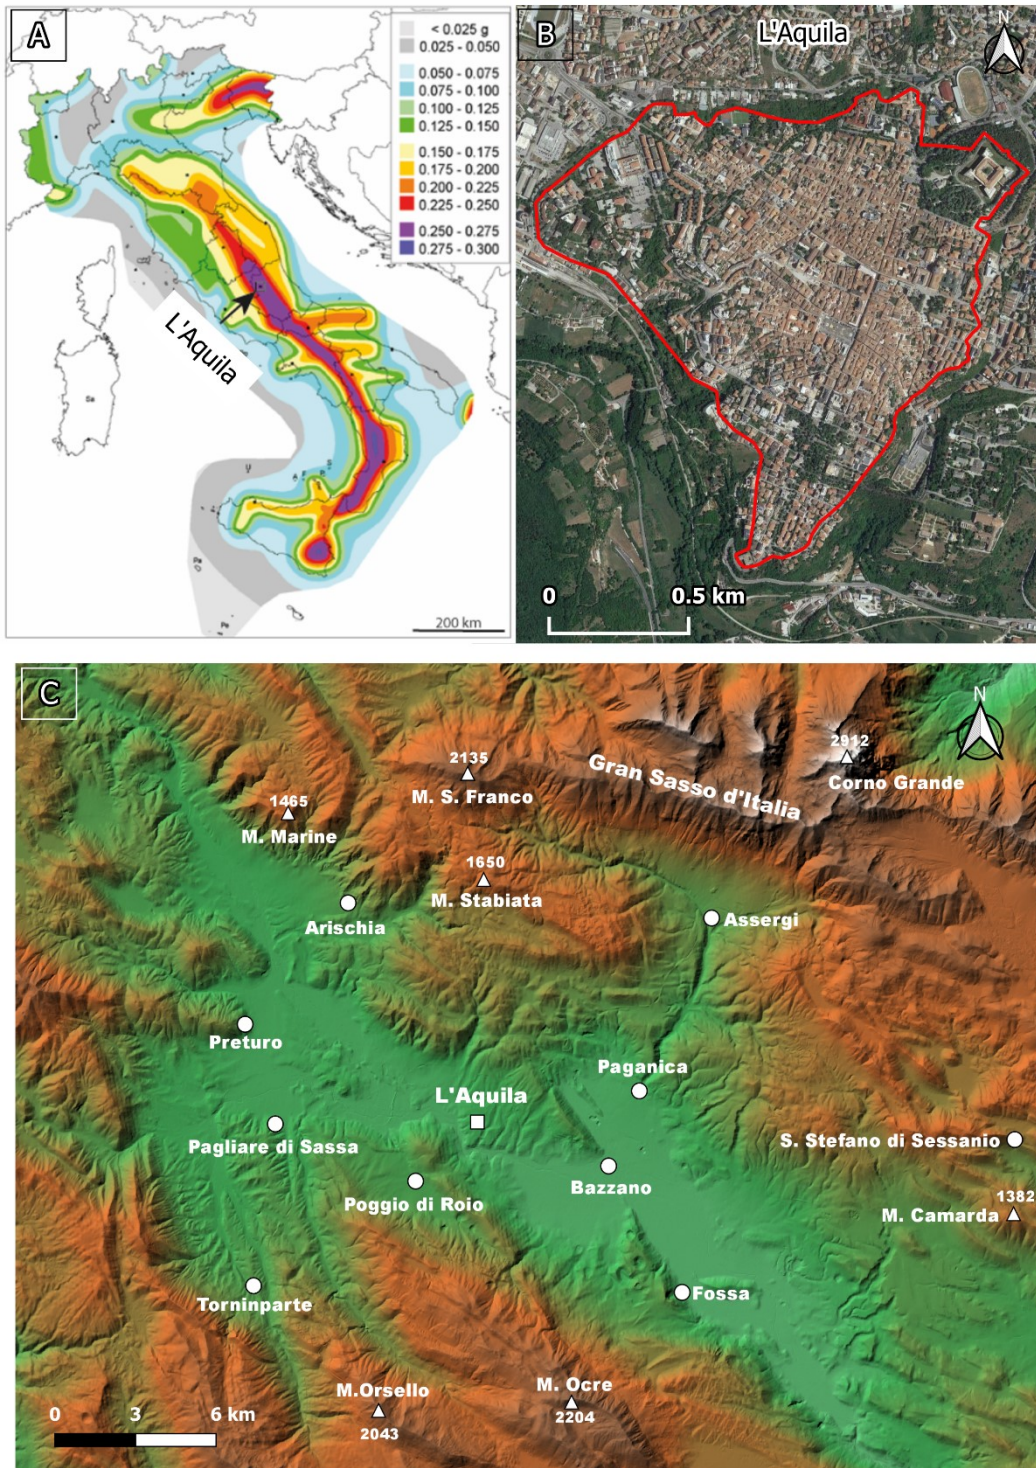 A
< 0.025 g
0.025 - 0.050
0.050 - 0.075
0.075 - 0.100
0.100 - 0.125
0.125 - 0.150
0.150 - 0.175
0.175 - 0.200
0.200 - 0.225
0.225 - 0.250
0.250 - 0.275
0.275 - 0.300
L'Aquila
200 km
B
L'Aquila
N
0
0.5 km
C
N
2912
Corno Grande
2135
M. S. Franco
Gran Sasso d'Italia
1465
M. Marine
1650
M. Stabiata
Arischia
Assergi
Preturo
Paganica
L'Aquila
Pagliare di Sassa
S. Stefano di Sessanio
Bazzano
Poggio di Roio
1382
M. Camarda
Torninparte
Fossa
M.Orsello
2043
M. Ocre
2204
0
3
6 km